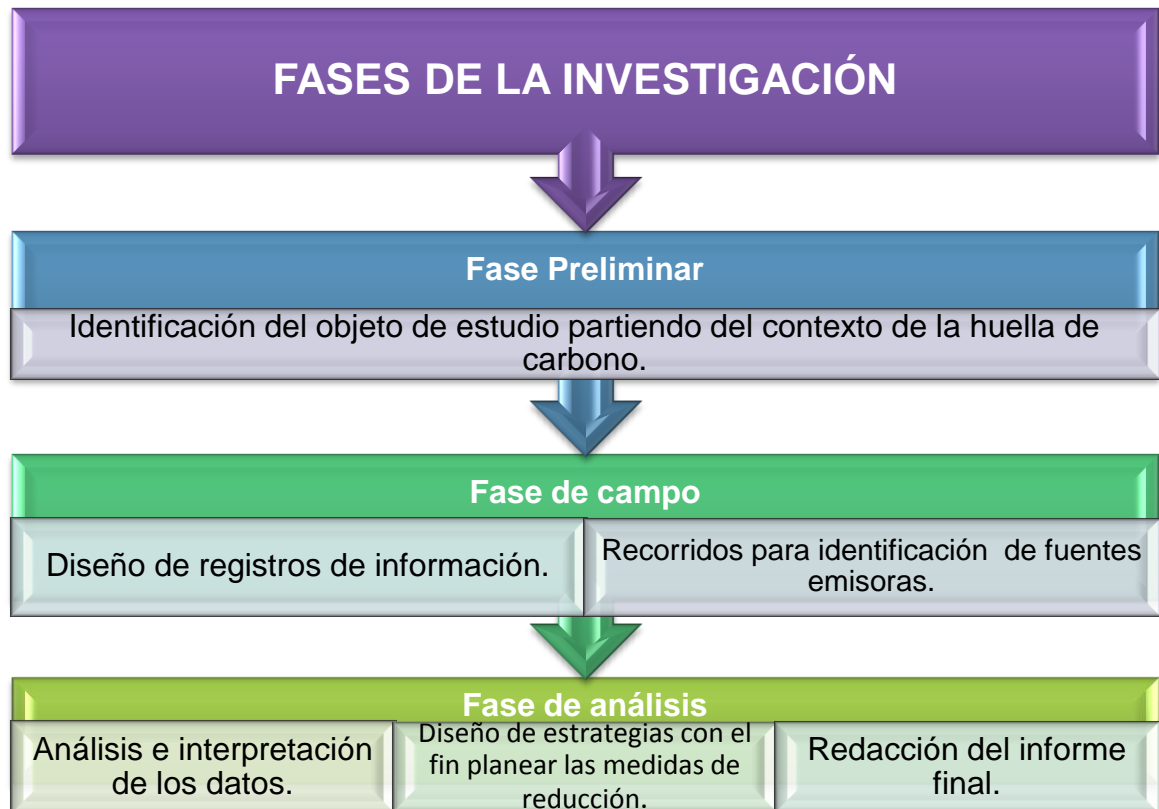 FASES DE LA INVESTIGACIÓN
Fase Preliminar
Identificación del objeto de estudio partiendo del contexto de la huella de
carbono.
Fase de campo
Diseño de registros de información.
Recorridos para identificación  de fuentes
emisoras.
Fase de análisis
Análisis e interpretación
de los datos.
Diseño de estrategias con el
fin planear las medidas de
reducción.
Redacción del informe
final.